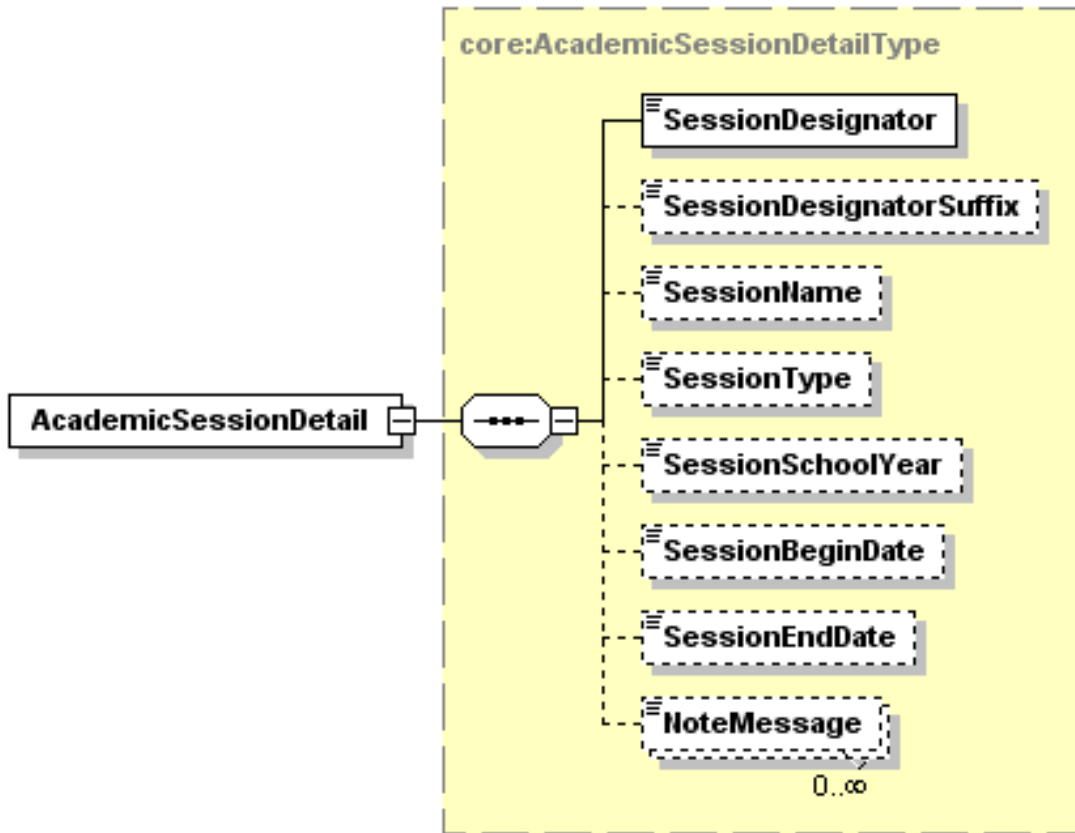 core:AcademicSessionDetailType
SessionDesignator
SessionDesignatorSuffix
SessionName
SessionType
AcademicSessionDetail
SessionSchoolYear
SessionBeginDate
SessionEndDate
NoteMessage
0..∞